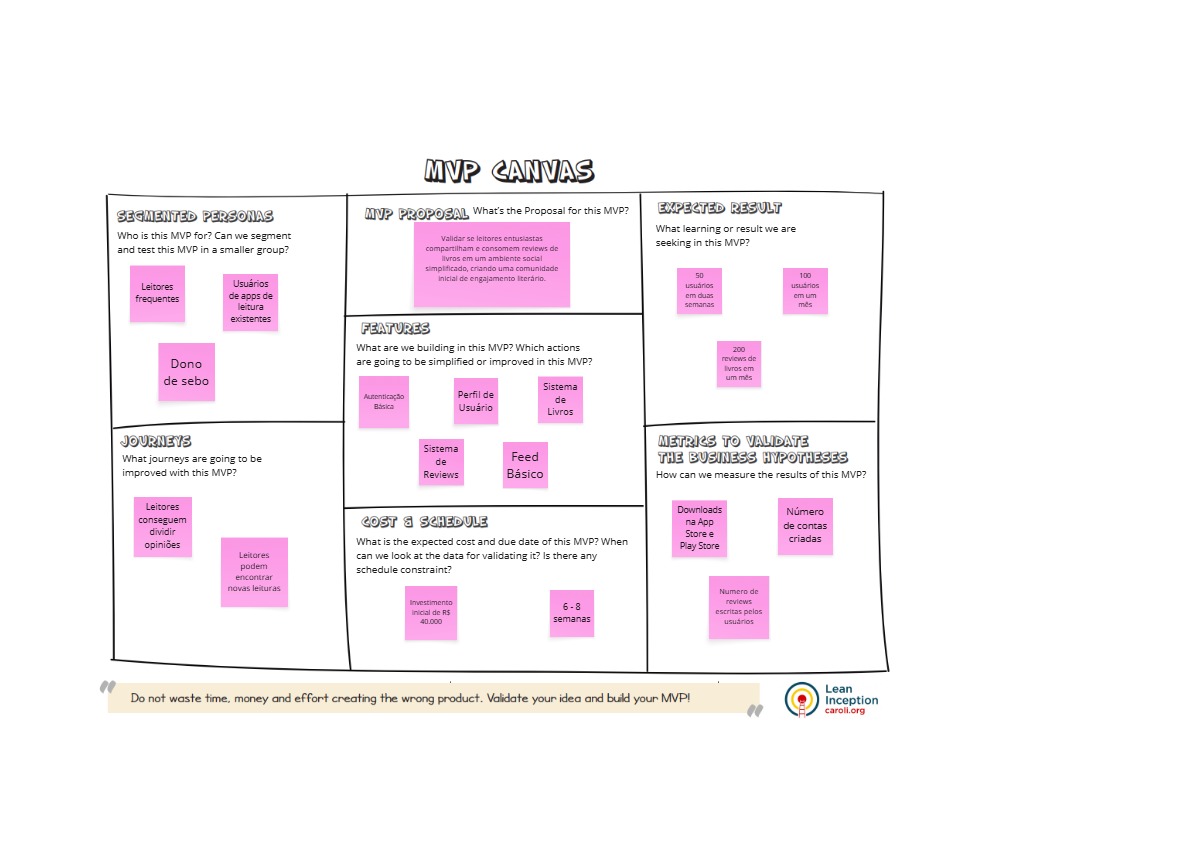 MVP CANVAS
SEGMENTED PERSONAS
Who is this MVP for? Can we segment
and test this MVP in a smaller group?
Leitores
frequentes
Usuários
de apps de
leitura
existentes
Dono
de sebo
MVP PROPOSAL What's the Proposal for this MVP?
Validar se leitores entusiastas
compartilham e consomem reviews de
livros em um ambiente social
simplificado, criando uma comunidade
inicial de engajamento literário.
EXPECTED RESULT
What learning or result we are
seeking in this MVP?
50
usuários
em duas
semanas
100
usuários
em um
mês
200
reviews de
livros em
um mês
FEATURES
What are we building in this MVP? Which actions
are going to be simplified or improved in this MVP?
Autenticação
Básica
Perfil de
Usuário
Sistema
de
Livros
Sistema
de
Reviews
Feed
Básico
JOURNEYS
What journeys are going to be
improved with this MVP?
Leitores
conseguem
dividir
opiniões
Leitores
podem
encontrar
novas leituras
COST & SCHEDULE
What is the expected cost and due date of this MVP? When
can we look at the data for validating it? Is there any
schedule constraint?
Investimento
inicial de R$
40.000
6 - 8
semanas
METRICS TO VALIDATE
THE BUSINESS HYPOTHESES
How can we measure the results of this MVP?
Downloads
na App
Store e
Play Store
Número
de contas
criadas
Numero de
reviews
escritas pelos
usuários
Do not waste time, money and effort creating the wrong product. Validate your idea and build your MVP!
Lean
Inception
caroli.org